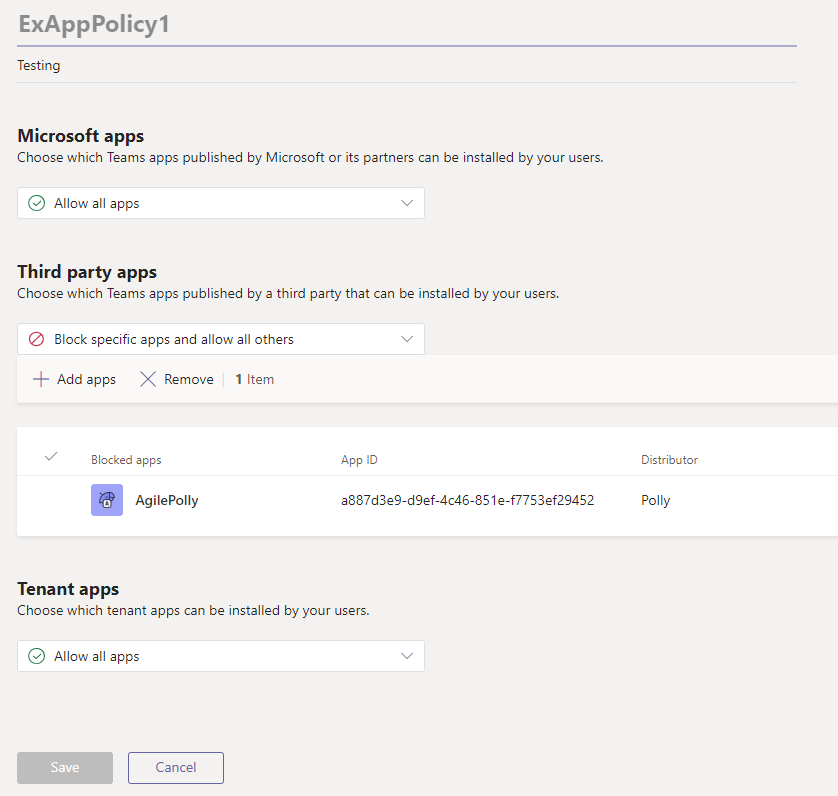 ExAppPolicy1
Testing
Microsoft apps
Choose which Teams apps published by Microsoft or its partners can be installed by your users.
Allow all apps
Third party apps
Choose which Teams apps published by a third party that can be installed by your users.
Block specific apps and allow all others
Add apps Remove 1 Item
Blocked apps App ID Distributor
AgilePolly a887d3e9-d9ef-4c46-851e-f7753ef29452 Polly
Tenant apps
Choose which tenant apps can be installed by your users.
Allow all apps
Save Cancel